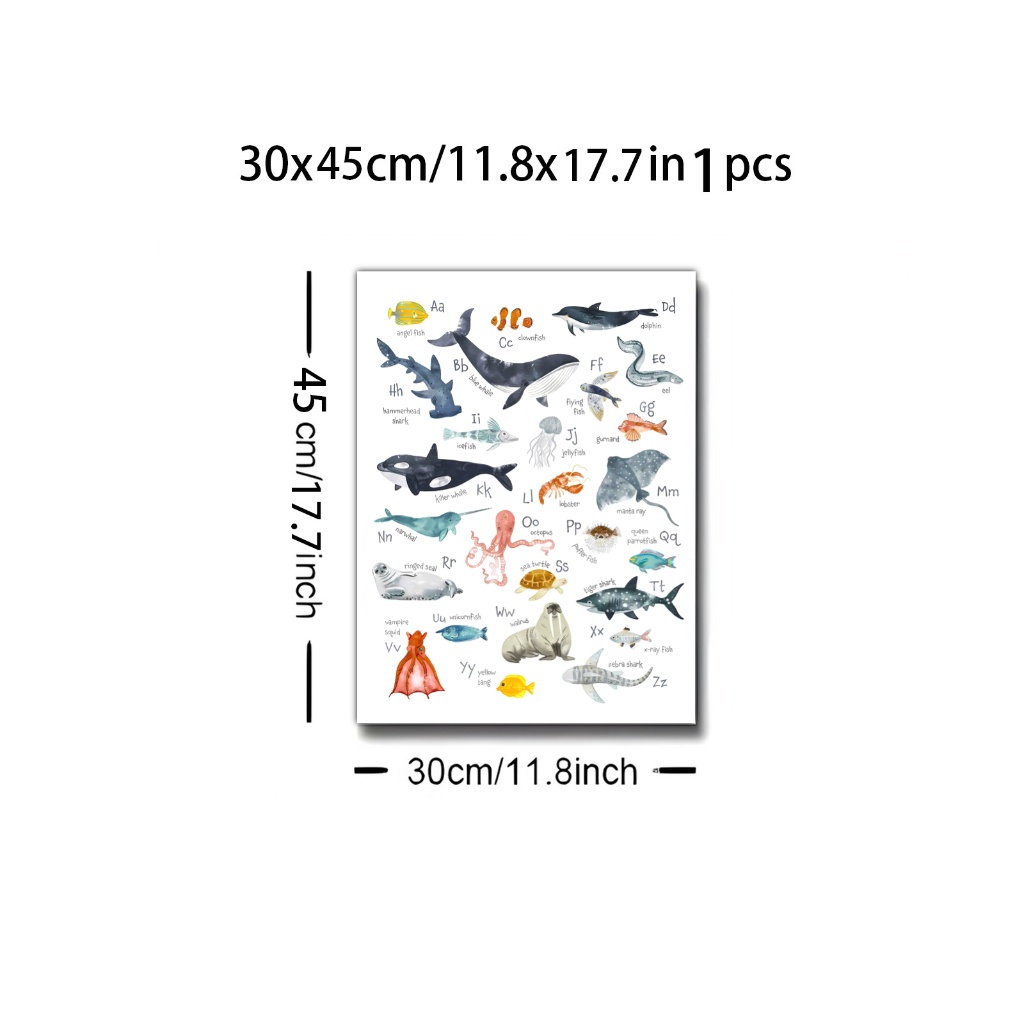 30x45cm/11.8x17.7in 1 pcs
45 cm/17.7inch
Aa
angel fish
Cc clownfish
Dd
dolphin
Bb
blue whale
Ee
eel
Ff
flying
fish
Hh
hammerhead
shark
Gg
gurnard
Ii
icefish
Jj
jellyfish
killer whale Kk
Ll
lobster
Mm
manta ray
Nn narwhal
Oo
octopus
Pp
puffer fish
queen
parrotfish Qq
ringed seal Rr
sea turtle Ss
tiger shark Tt
Uu unicornfish
vampire
squid
Vv
Ww
walrus
Xx
x-ray fish
Yy yellow
tang
zebra shark
Zz
30cm/11.8inch